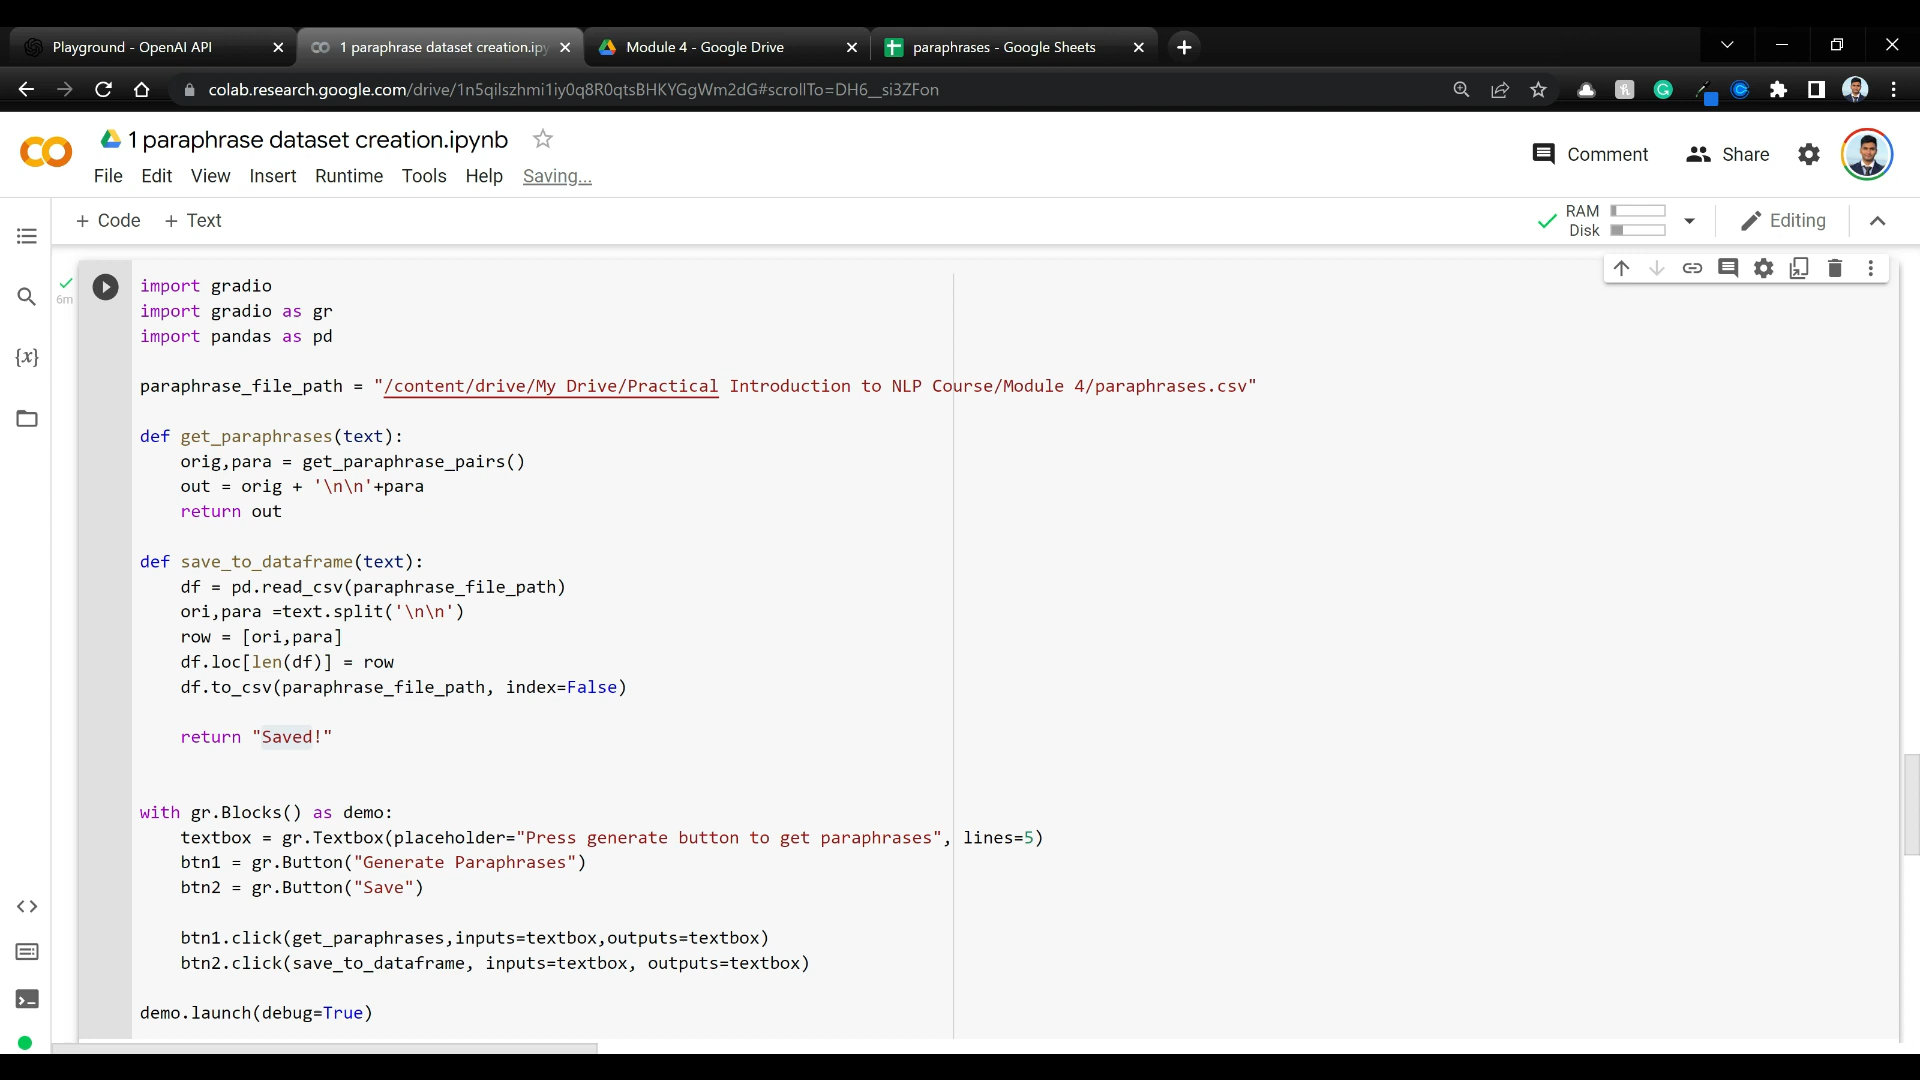 Playground - OpenAI API
1 paraphrase dataset creation.ipy
Module 4 - Google Drive
paraphrases - Google Sheets
colab.research.google.com/drive/1n5qilszhmi1iy0q8R0qtsBHKYGgWm2dG#scrollTo=DH6__si3ZFon
1 paraphrase dataset creation.ipynb
Comment
Share
File Edit View Insert Runtime Tools Help Saving...
+ Code + Text
RAM
Disk
Editing
6m
import gradio
import gradio as gr
import pandas as pd
{x}
paraphrase_file_path = "/content/drive/My Drive/Practical Introduction to NLP Course/Module 4/paraphrases.csv"
def get_paraphrases(text):
orig,para = get_paraphrase_pairs()
out = orig + '\n\n'+para
return out
def save_to_dataframe(text):
df = pd.read_csv(paraphrase_file_path)
ori,para =text.split('\n\n')
row = [ori,para]
df.loc[len(df)] = row
df.to_csv(paraphrase_file_path, index=False)
return "Saved!"
with gr.Blocks() as demo:
textbox = gr.Textbox(placeholder="Press generate button to get paraphrases", lines=5)
btn1 = gr.Button("Generate Paraphrases")
btn2 = gr.Button("Save")
btn1.click(get_paraphrases,inputs=textbox,outputs=textbox)
btn2.click(save_to_dataframe, inputs=textbox, outputs=textbox)
demo.launch(debug=True)